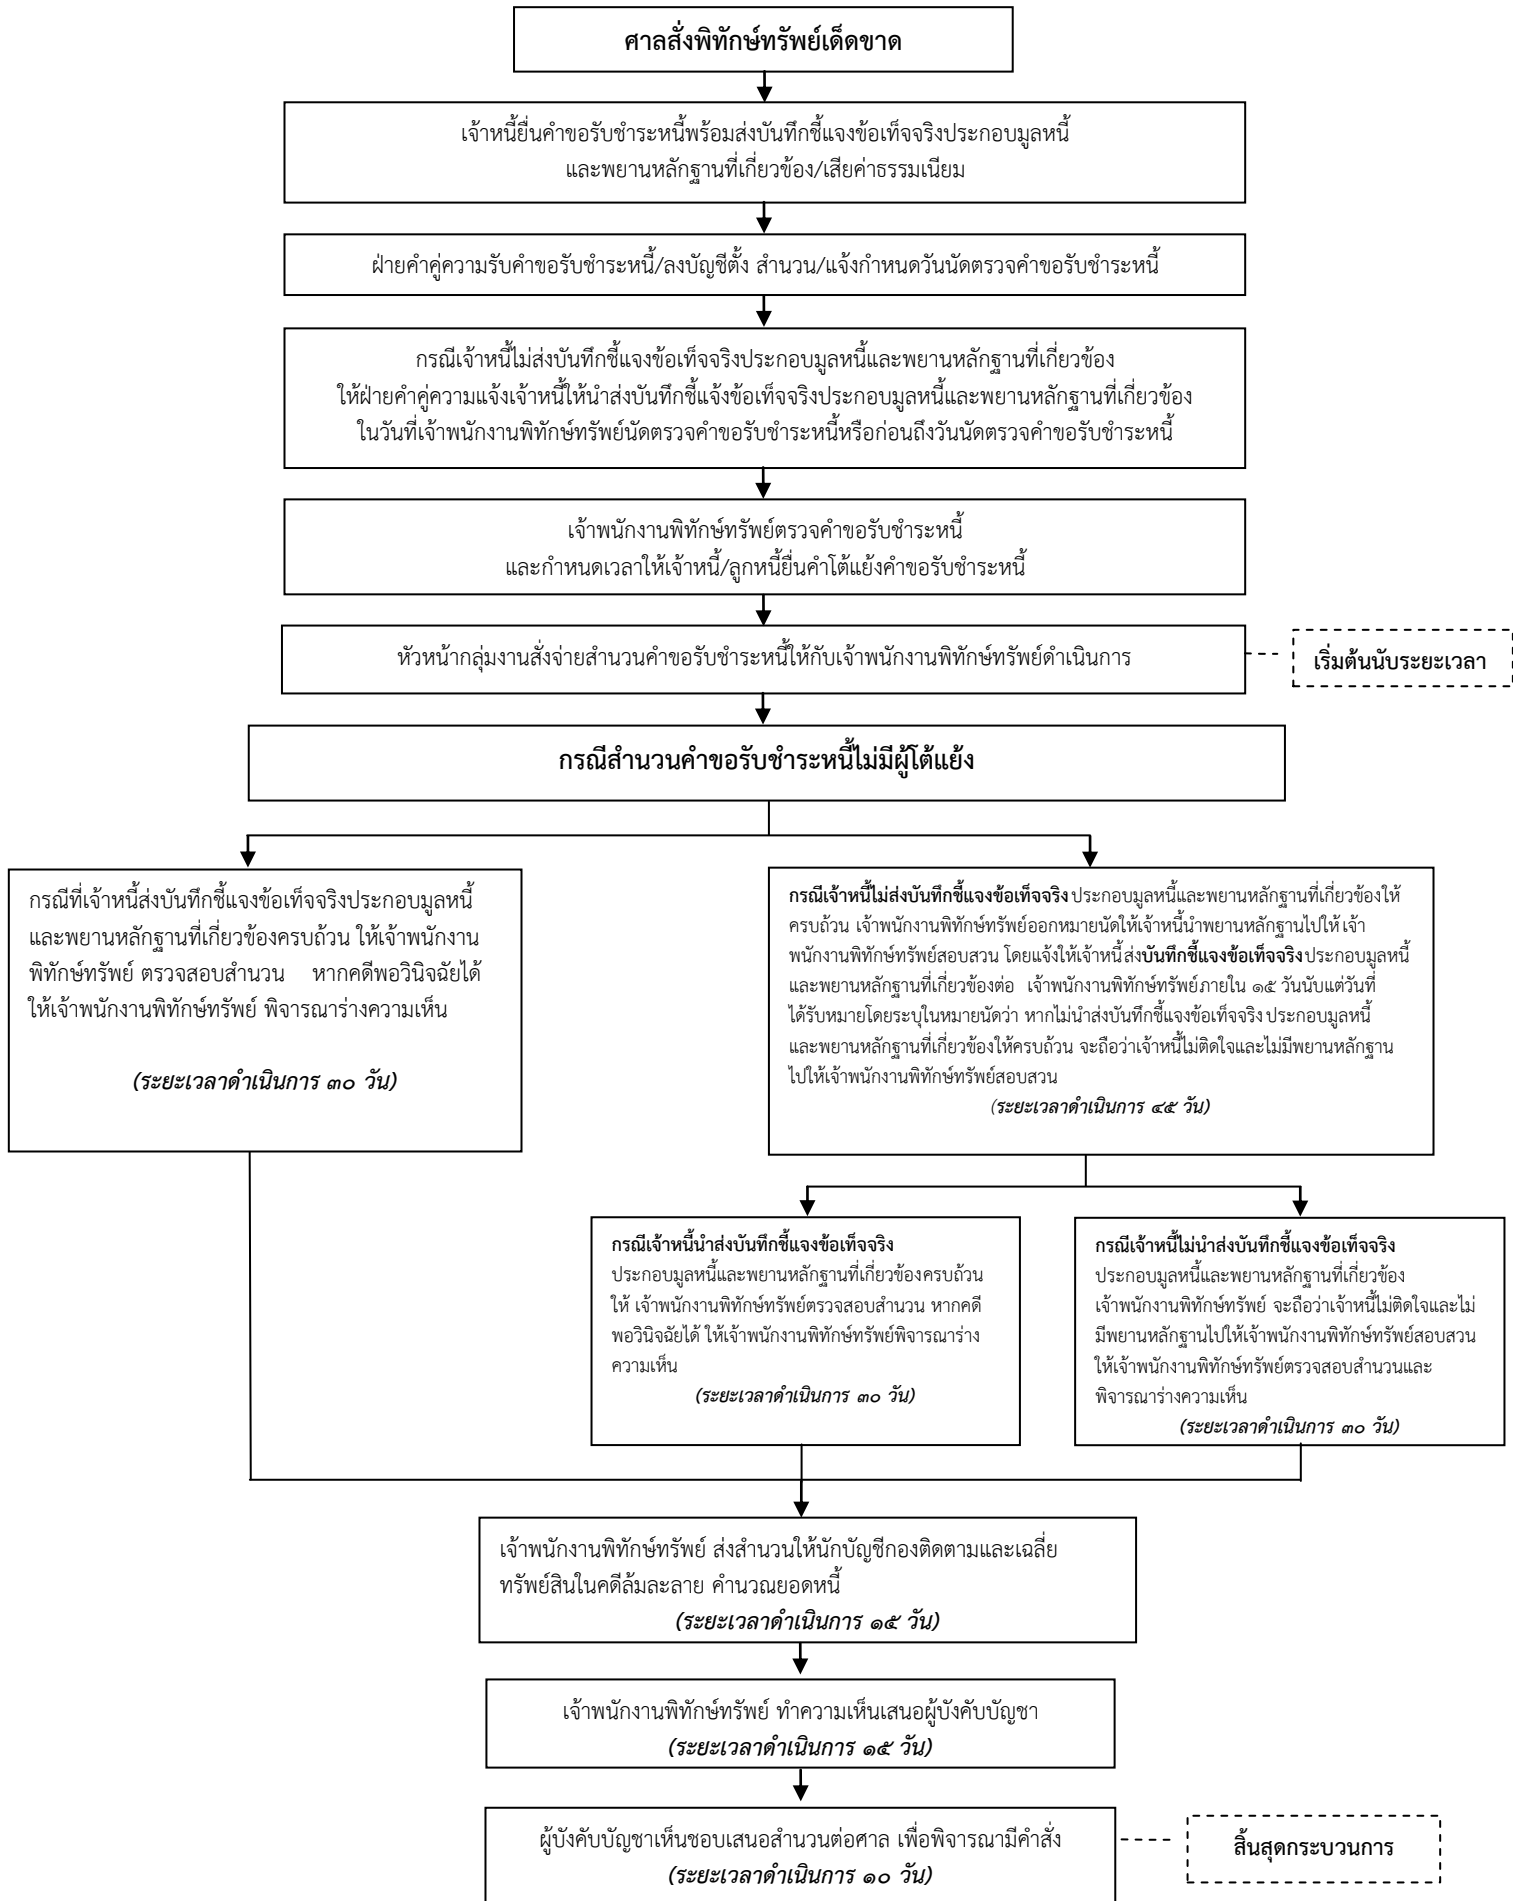 ศาลสั่งพิทักษ์ทรัพย์เด็ดขาด
เจ้าหนี้ยื่นคำขอรับชำระหนี้พร้อมส่งบันทึกชี้แจงข้อเท็จจริงประกอบมูลหนี้
และพยานหลักฐานที่เกี่ยวข้อง/เสียค่าธรรมเนียม
ฝ่ายคำคู่ความรับคำขอรับชำระหนี้/ลงบัญชีตั้ง สำนวน/แจ้งกำหนดวันนัดตรวจคำขอรับชำระหนี้
กรณีเจ้าหนี้ไม่ส่งบันทึกชี้แจงข้อเท็จจริงประกอบมูลหนี้และพยานหลักฐานที่เกี่ยวข้อง
ให้ฝ่ายคำคู่ความแจ้งเจ้าหนี้ให้นำส่งบันทึกชี้แจ้งข้อเท็จจริงประกอบมูลหนี้และพยานหลักฐานที่เกี่ยวข้อง
ในวันที่เจ้าพนักงานพิทักษ์ทรัพย์นัดตรวจคำขอรับชำระหนี้หรือก่อนถึงวันนัดตรวจคำขอรับชำระหนี้
เจ้าพนักงานพิทักษ์ทรัพย์ตรวจคำขอรับชำระหนี้
และกำหนดเวลาให้เจ้าหนี้/ลูกหนี้ยื่นคำโต้แย้งคำขอรับชำระหนี้
หัวหน้ากลุ่มงานสั่งจ่ายสำนวนคำขอรับชำระหนี้ให้กับเจ้าพนักงานพิทักษ์ทรัพย์ดำเนินการ
เริ่มต้นนับระยะเวลา
กรณีสำนวนคำขอรับชำระหนี้ไม่มีผู้โต้แย้ง
กรณีที่เจ้าหนี้ส่งบันทึกชี้แจงข้อเท็จจริงประกอบมูลหนี้
และพยานหลักฐานที่เกี่ยวข้องครบถ้วน ให้เจ้าพนักงาน
พิทักษ์ทรัพย์ ตรวจสอบสำนวน หากคดีพอวินิจฉัยได้
ให้เจ้าพนักงานพิทักษ์ทรัพย์ พิจารณาร่างความเห็น
(ระยะเวลาดำเนินการ ๓๐ วัน)
กรณีเจ้าหนี้ไม่ส่งบันทึกชี้แจงข้อเท็จจริง ประกอบมูลหนี้และพยานหลักฐานที่เกี่ยวข้องให้
ครบถ้วน เจ้าพนักงานพิทักษ์ทรัพย์ออกหมายนัดให้เจ้าหนี้นำพยานหลักฐานไปให้ เจ้า
พนักงานพิทักษ์ทรัพย์สอบสวน โดยแจ้งให้เจ้าหนี้ ส่งบันทึกชี้แจงข้อเท็จจริง ประกอบมูลหนี้
และพยานหลักฐานที่เกี่ยวข้องต่อ เจ้าพนักงานพิทักษ์ทรัพย์ภายใน ๑๕ วันนับแต่วันที่
ได้รับหมายโดยระบุในหมายนัดว่า หากไม่นำส่งบันทึกชี้แจงข้อเท็จจริง ประกอบมูลหนี้
และพยานหลักฐานที่เกี่ยวข้องให้ครบถ้วน จะถือว่าเจ้าหนี้ไม่ติดใจและไม่มีพยานหลักฐาน
ไปให้เจ้าพนักงานพิทักษ์ทรัพย์สอบสวน
(ระยะเวลาดำเนินการ ๔๕ วัน)
กรณีเจ้าหนี้นำส่งบันทึกชี้แจงข้อเท็จจริง
ประกอบมูลหนี้และพยานหลักฐานที่เกี่ยวข้องครบถ้วน
ให้ เจ้าพนักงานพิทักษ์ทรัพย์ตรวจสอบสำนวน หากคดี
พอวินิจฉัยได้ ให้เจ้าพนักงานพิทักษ์ทรัพย์พิจารณาร่าง
ความเห็น
(ระยะเวลาดำเนินการ ๓๐ วัน)
กรณีเจ้าหนี้ไม่นำส่งบันทึกชี้แจงข้อเท็จจริง
ประกอบมูลหนี้และพยานหลักฐานที่เกี่ยวข้อง
เจ้าพนักงานพิทักษ์ทรัพย์ จะถือว่าเจ้าหนี้ไม่ติดใจและไม่
มีพยานหลักฐานไปให้เจ้าพนักงานพิทักษ์ทรัพย์สอบสวน
ให้เจ้าพนักงานพิทักษ์ทรัพย์ตรวจสอบสำนวนและ
พิจารณาร่างความเห็น
(ระยะเวลาดำเนินการ ๓๐ วัน)
เจ้าพนักงานพิทักษ์ทรัพย์ ส่งสำนวนให้นักบัญชีกองติดตามและเฉลี่ย
ทรัพย์สินในคดีล้มละลาย คำนวณยอดหนี้
(ระยะเวลาดำเนินการ ๑๕ วัน)
เจ้าพนักงานพิทักษ์ทรัพย์ ทำความเห็นเสนอผู้บังคับบัญชา
(ระยะเวลาดำเนินการ ๑๕ วัน)
ผู้บังคับบัญชาเห็นชอบเสนอสำนวนต่อศาล เพื่อพิจารณามีคำสั่ง
(ระยะเวลาดำเนินการ ๑๐ วัน)
สิ้นสุดกระบวนการ